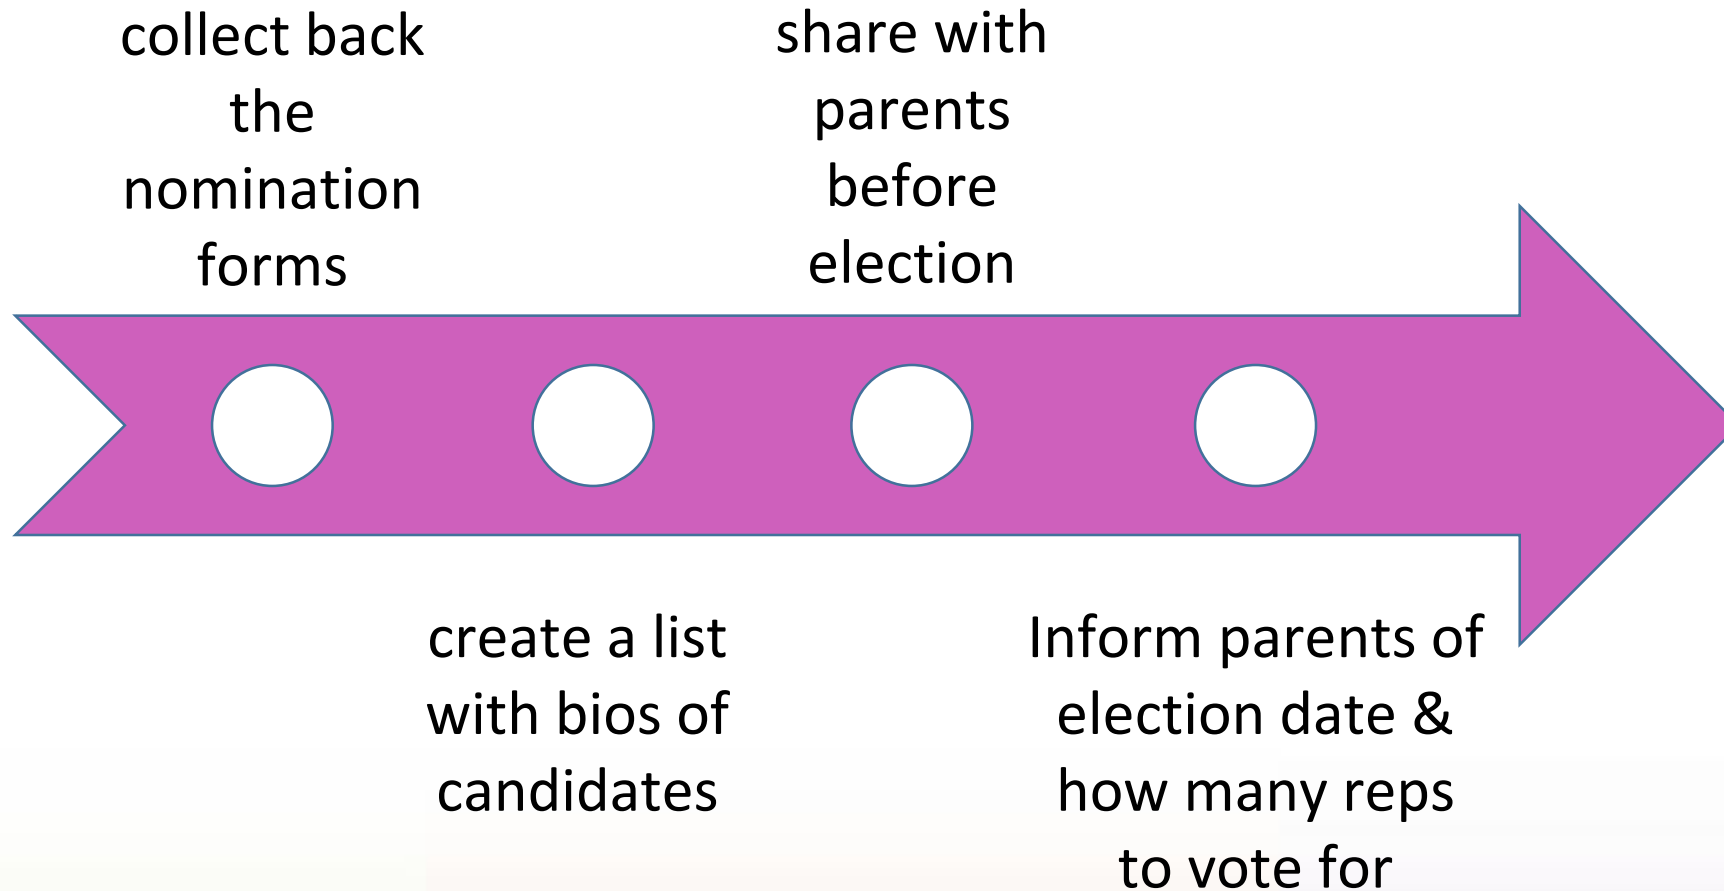 collect back
the
nomination
forms
create a list
with bios of
candidates
share with
parents
before
election
Inform parents of
election date &
how many reps
to vote for